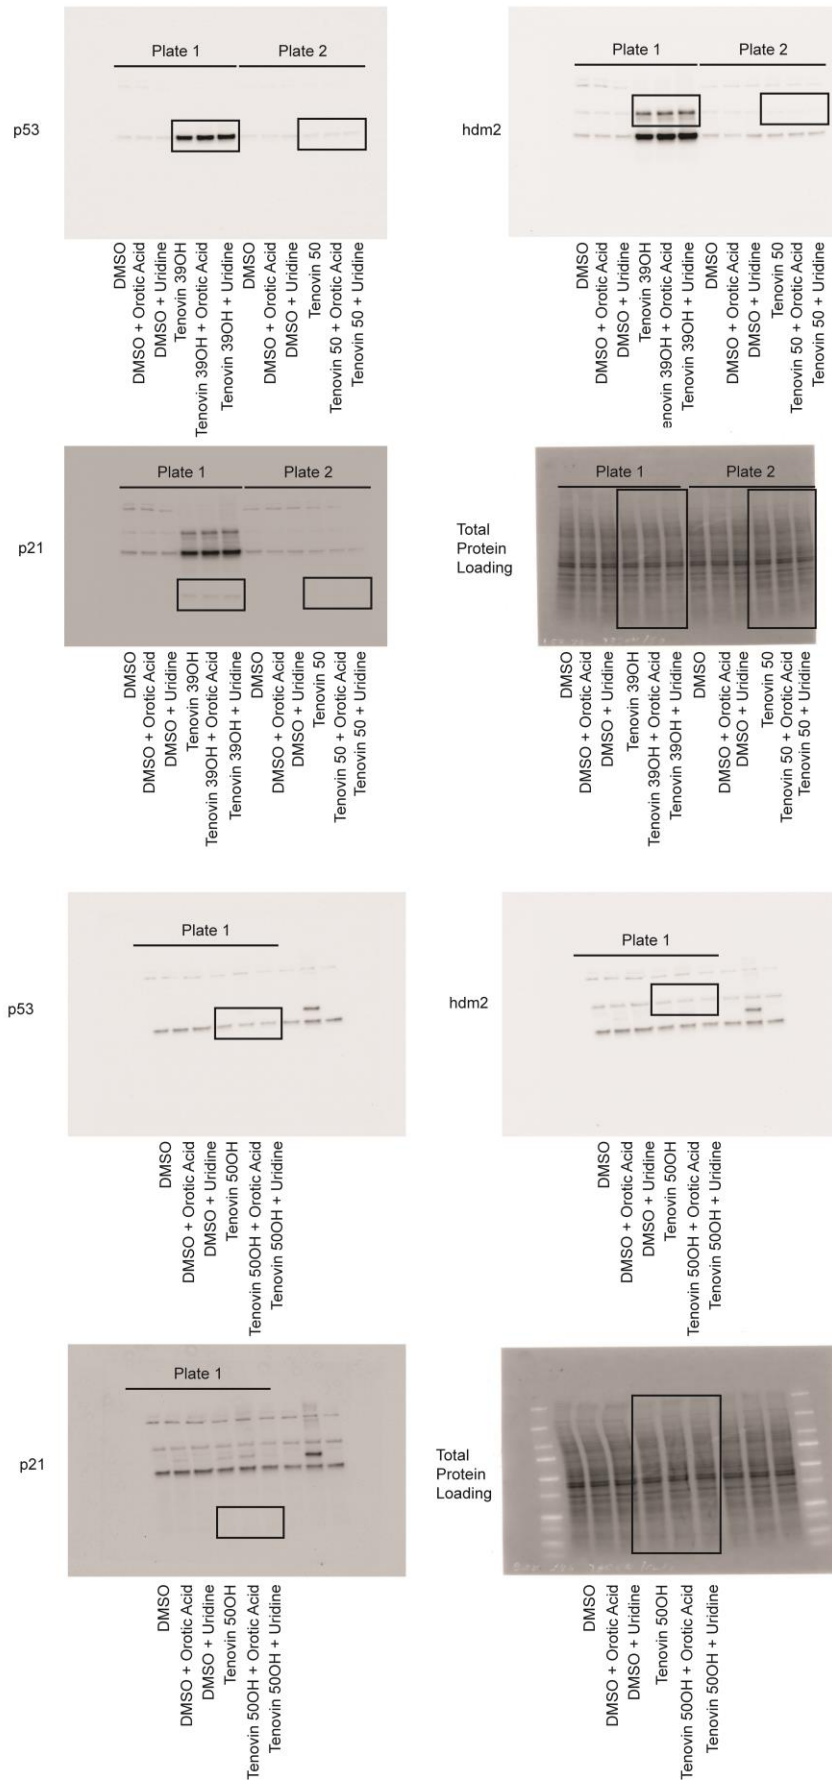 Plate 1
Plate 2
p53
DMSO
DMSO + Orotic Acid
DMSO + Uridine
Tenovin 39OH
Tenovin 39OH + Orotic Acid
Tenovin 39OH + Uridine
DMSO
DMSO + Orotic Acid
DMSO + Uridine
Tenovin 50
Tenovin 50 + Orotic Acid
Tenovin 50 + Uridine
Plate 1
Plate 2
hdm2
DMSO
DMSO + Orotic Acid
DMSO + Uridine
Tenovin 39OH
enovin 39OH + Orotic Acid
Tenovin 39OH + Uridine
DMSO
DMSO + Orotic Acid
DMSO + Uridine
Tenovin 50
Tenovin 50 + Orotic Acid
Tenovin 50 + Uridine
Plate 1
Plate 2
p21
DMSO
DMSO + Orotic Acid
DMSO + Uridine
Tenovin 39OH
Tenovin 39OH + Orotic Acid
Tenovin 39OH + Uridine
DMSO
DMSO + Orotic Acid
DMSO + Uridine
Tenovin 50
Tenovin 50 + Orotic Acid
Tenovin 50 + Uridine
Plate 1
Plate 2
Total
Protein
Loading
DMSO
DMSO + Orotic Acid
DMSO + Uridine
Tenovin 39OH
Tenovin 39OH + Orotic Acid
Tenovin 39OH + Uridine
DMSO
DMSO + Orotic Acid
DMSO + Uridine
Tenovin 50
Tenovin 50 + Orotic Acid
Tenovin 50 + Uridine
Plate 1
p53
DMSO
DMSO + Orotic Acid
DMSO + Uridine
Tenovin 50OH
Tenovin 50OH + Orotic Acid
Tenovin 50OH + Uridine
Plate 1
hdm2
DMSO
DMSO + Orotic Acid
DMSO + Uridine
Tenovin 50OH
Tenovin 50OH + Orotic Acid
Tenovin 50OH + Uridine
Plate 1
p21
DMSO
DMSO + Orotic Acid
DMSO + Uridine
Tenovin 50OH
Tenovin 50OH + Orotic Acid
Tenovin 50OH + Uridine
Total
Protein
Loading
DMSO
DMSO + Orotic Acid
DMSO + Uridine
Tenovin 50OH
Tenovin 50OH + Orotic Acid
Tenovin 50OH + Uridine